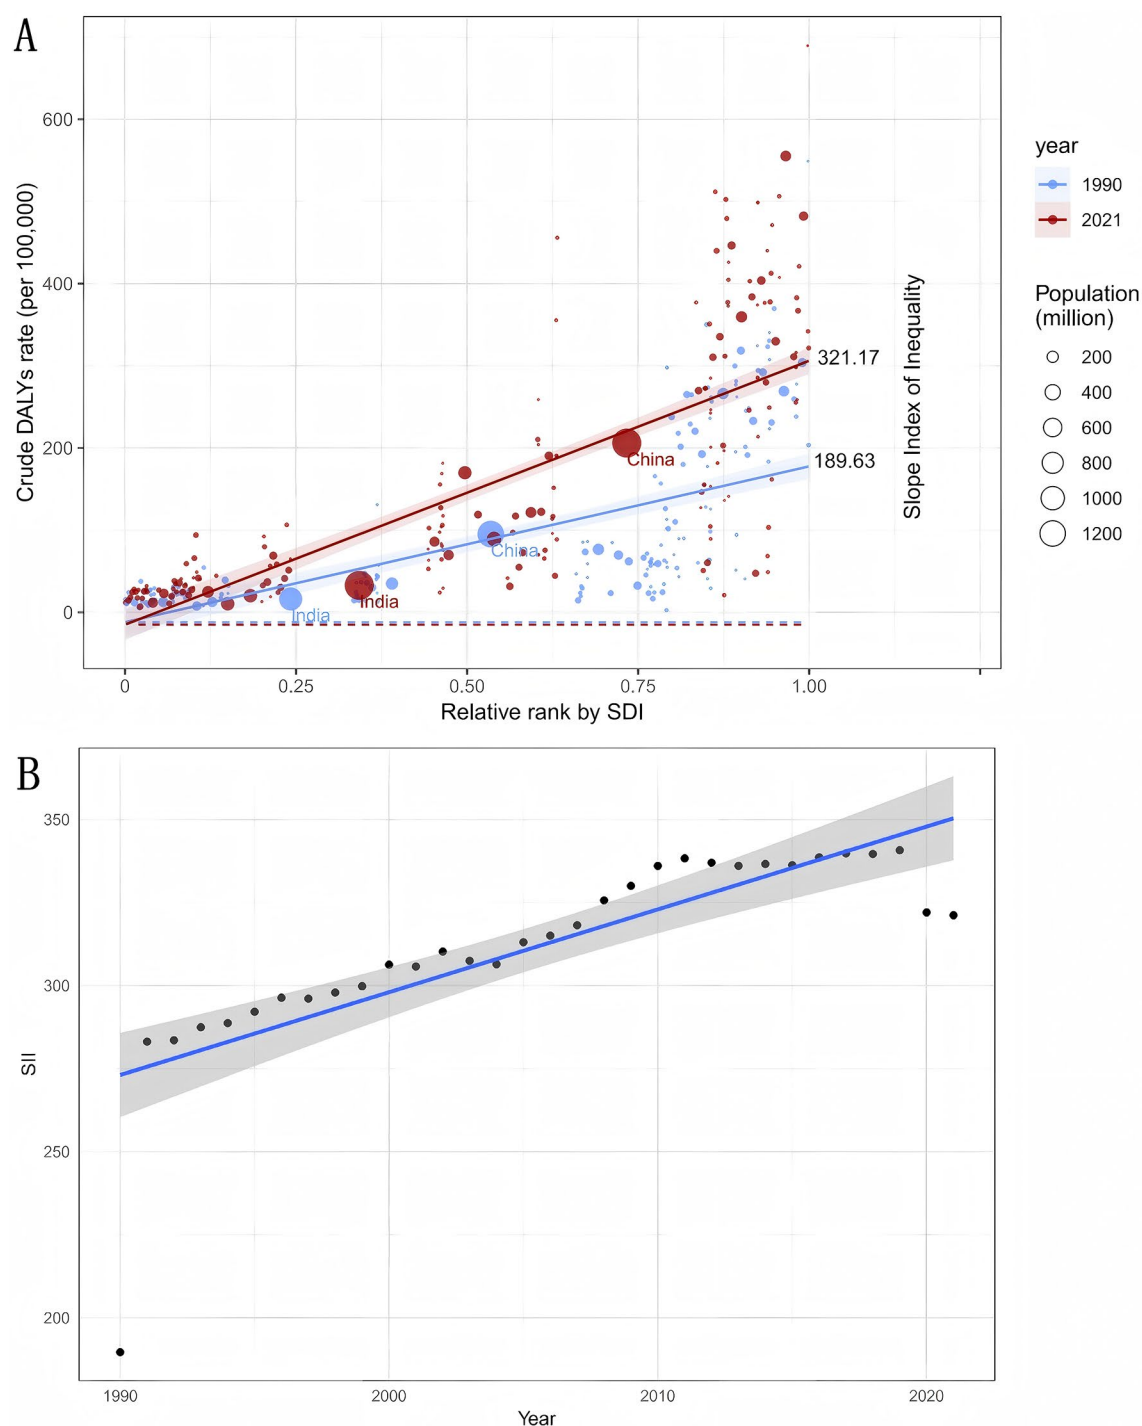 A
Crude DALYs rate (per 100,000)
600
400
200
0
321.17
189.63
China
China
India
India
Slope Index of Inequality
0
0.25
0.50
0.75
1.00
Relative rank by SDI
year
1990
2021
Population
(million)
200
400
600
800
1000
1200
B
SII
350
300
250
200
1990
2000
2010
2020
Year